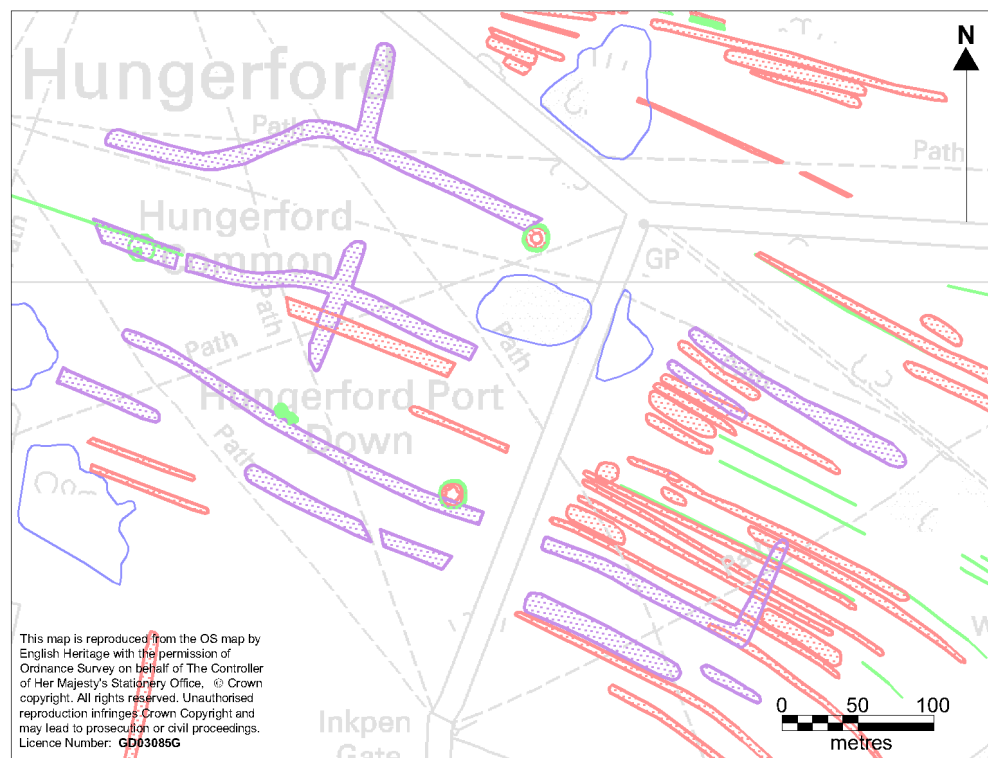 Hungerford
N
Path
Path
Hungerford
Common
GP
Path
Path
Path
Hungerford Port
Down
Path
Path
W
This map is reproduced from the OS map by
English Heritage with the permission of
Ordnance Survey on behalf of The Controller
of Her Majesty's Stationery Office, © Crown
copyright. All rights reserved. Unauthorised
reproduction infringes Crown Copyright and
may lead to prosecution or civil proceedings.
Licence Number: GD03085G
Inkpen
Gate
0 50 100
metres